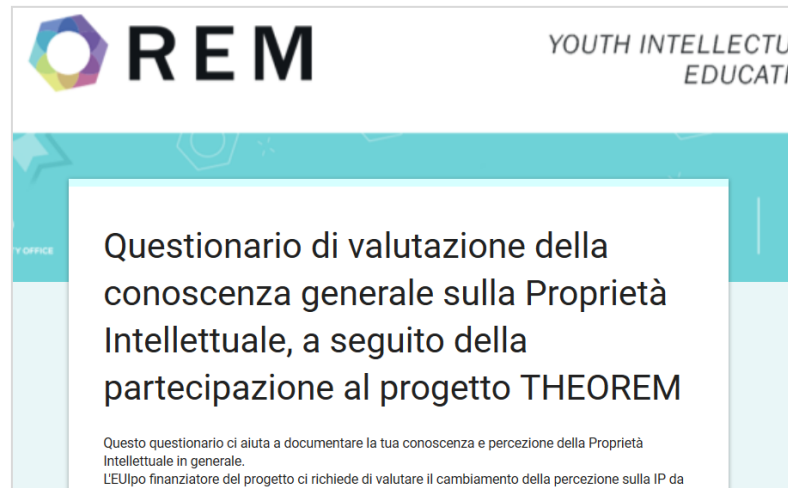 REM
YOUTH INTELLECTU
EDUCATI
Y OFFICE
Questionario di valutazione della
conoscenza generale sulla Proprietà
Intellettuale, a seguito della
partecipazione al progetto THEOREM
Questo questionario ci aiuta a documentare la tua conoscenza e percezione della Proprietà
Intellettuale in generale.
L'EUIpo finanziatore del progetto ci richiede di valutare il cambiamento della percezione sulla IP da